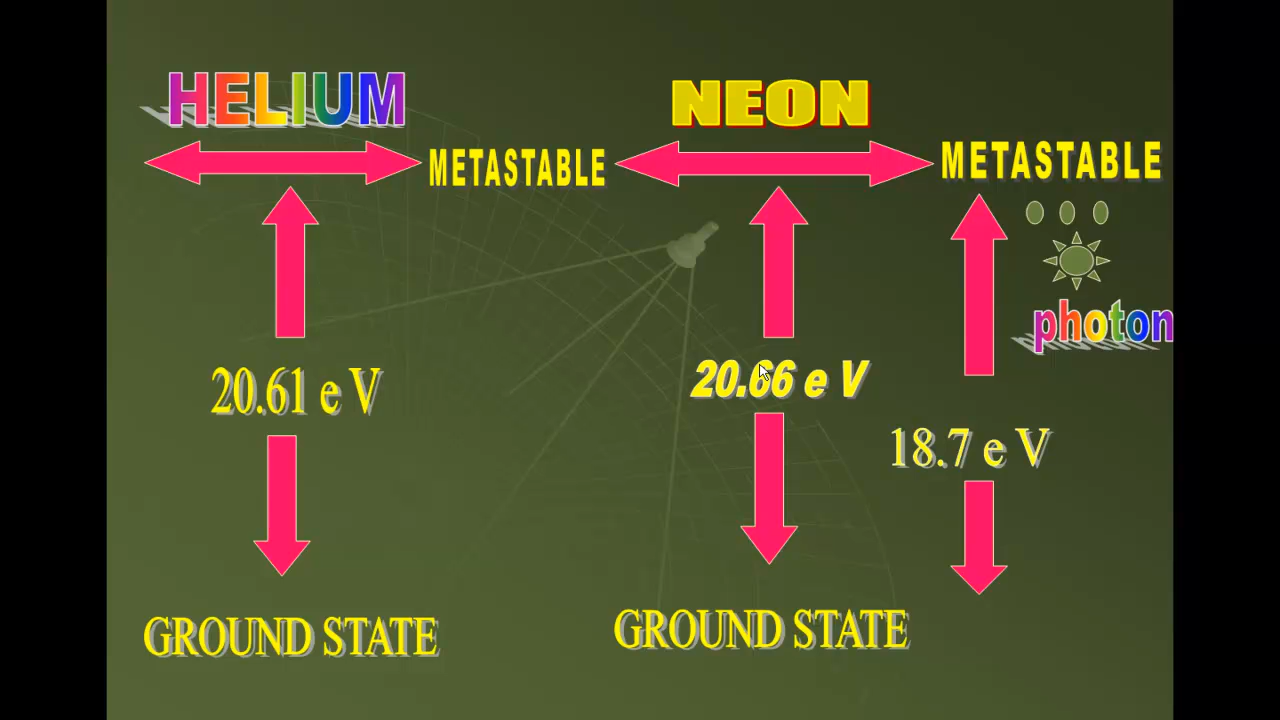 HELIUM
NEON
METASTABLE
METASTABLE
photon
20.61 e V
20.66 e V
18.7 e V
GROUND STATE
GROUND STATE